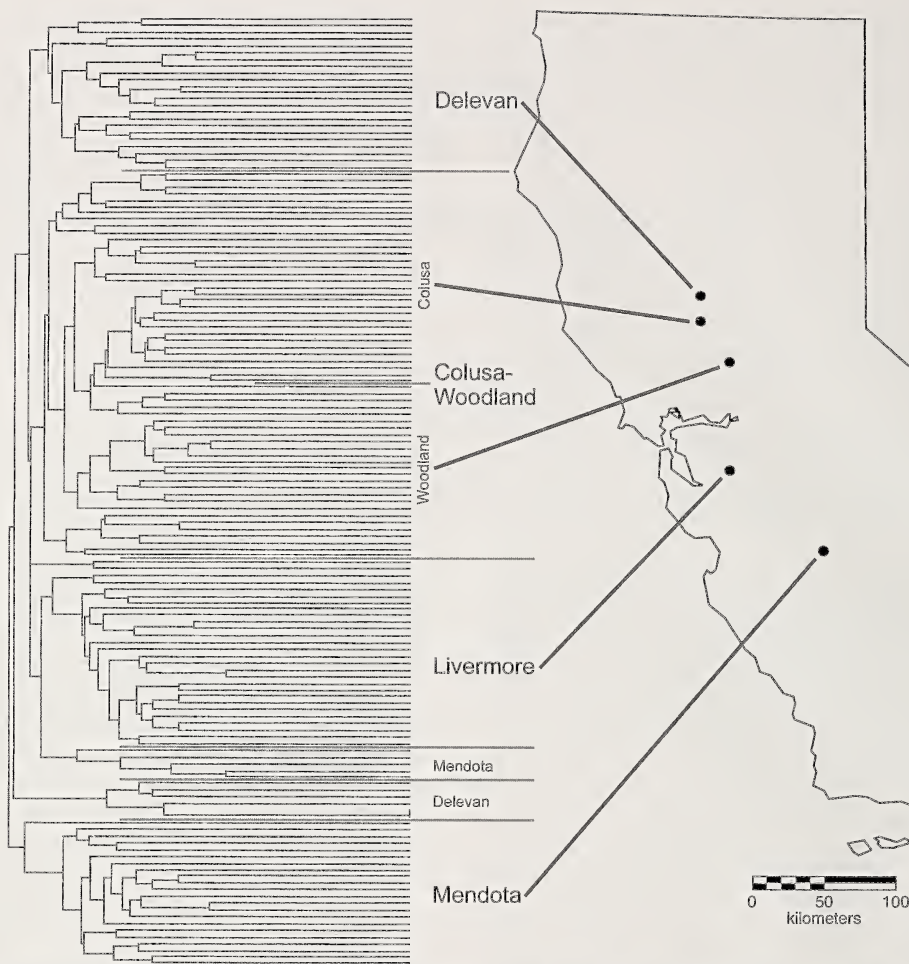 Delevan
Colusa
Colusa-
Woodland
Woodland
Livermore
Mendota
Delevan
Mendota
0 50 100
kilometers